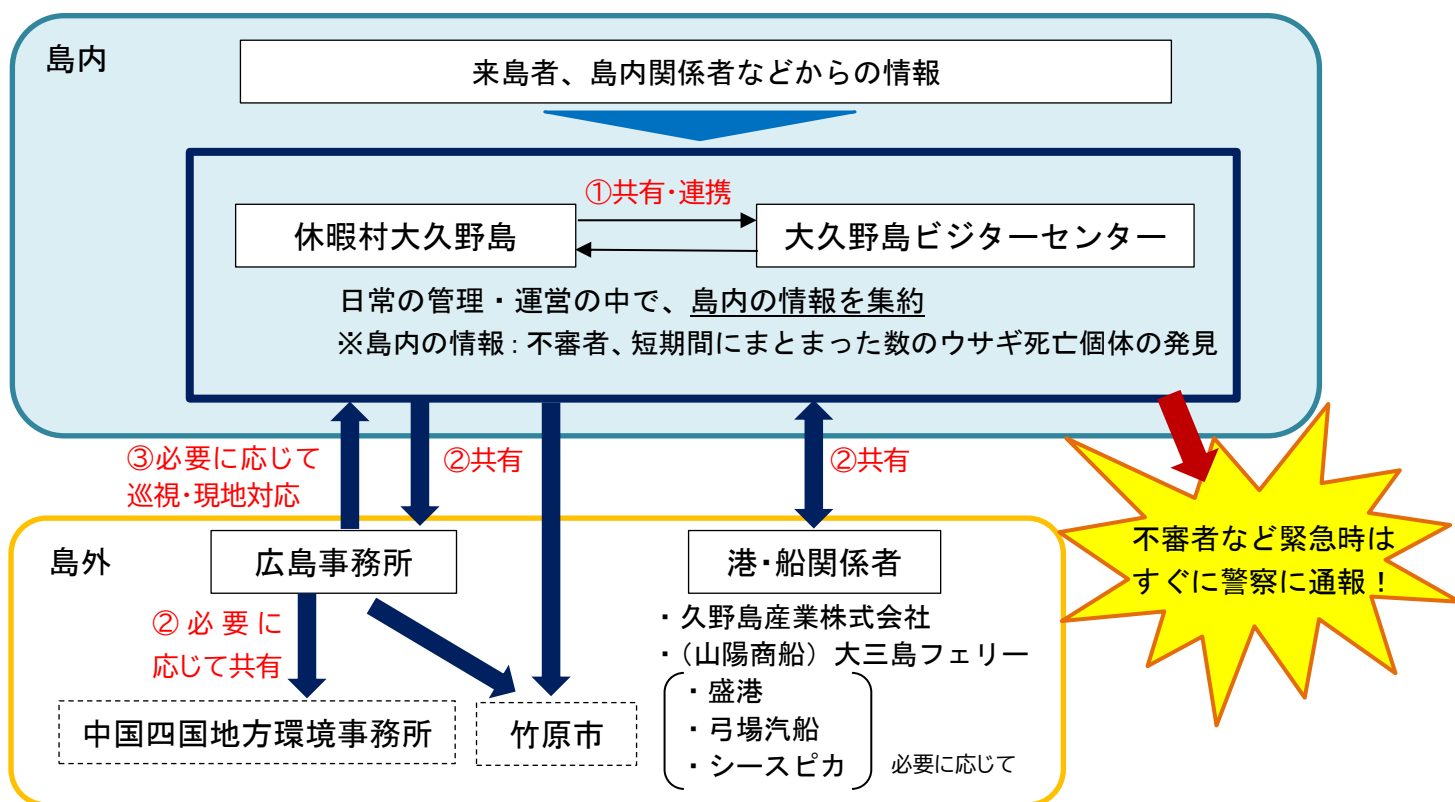 島内
来島者、島内関係者などからの情報
①共有・連携
休暇村大久野島
大久野島ビジターセンター
日常の管理・運営の中で、島内の情報を集約
※島内の情報：不審者、短期間にまとまった数のウサギ死亡個体の発見
③必要に応じて
巡視・現地対応
②共有
②共有
不審者など緊急時は
すぐに警察に通報！
島外
広島事務所
港・船関係者
②必要に
応じて共有
・久野島産業株式会社
・（山陽商船）大三島フェリー
・盛港
・弓場汽船
・シースピカ
必要に応じて
中国四国地方環境事務所
竹原市